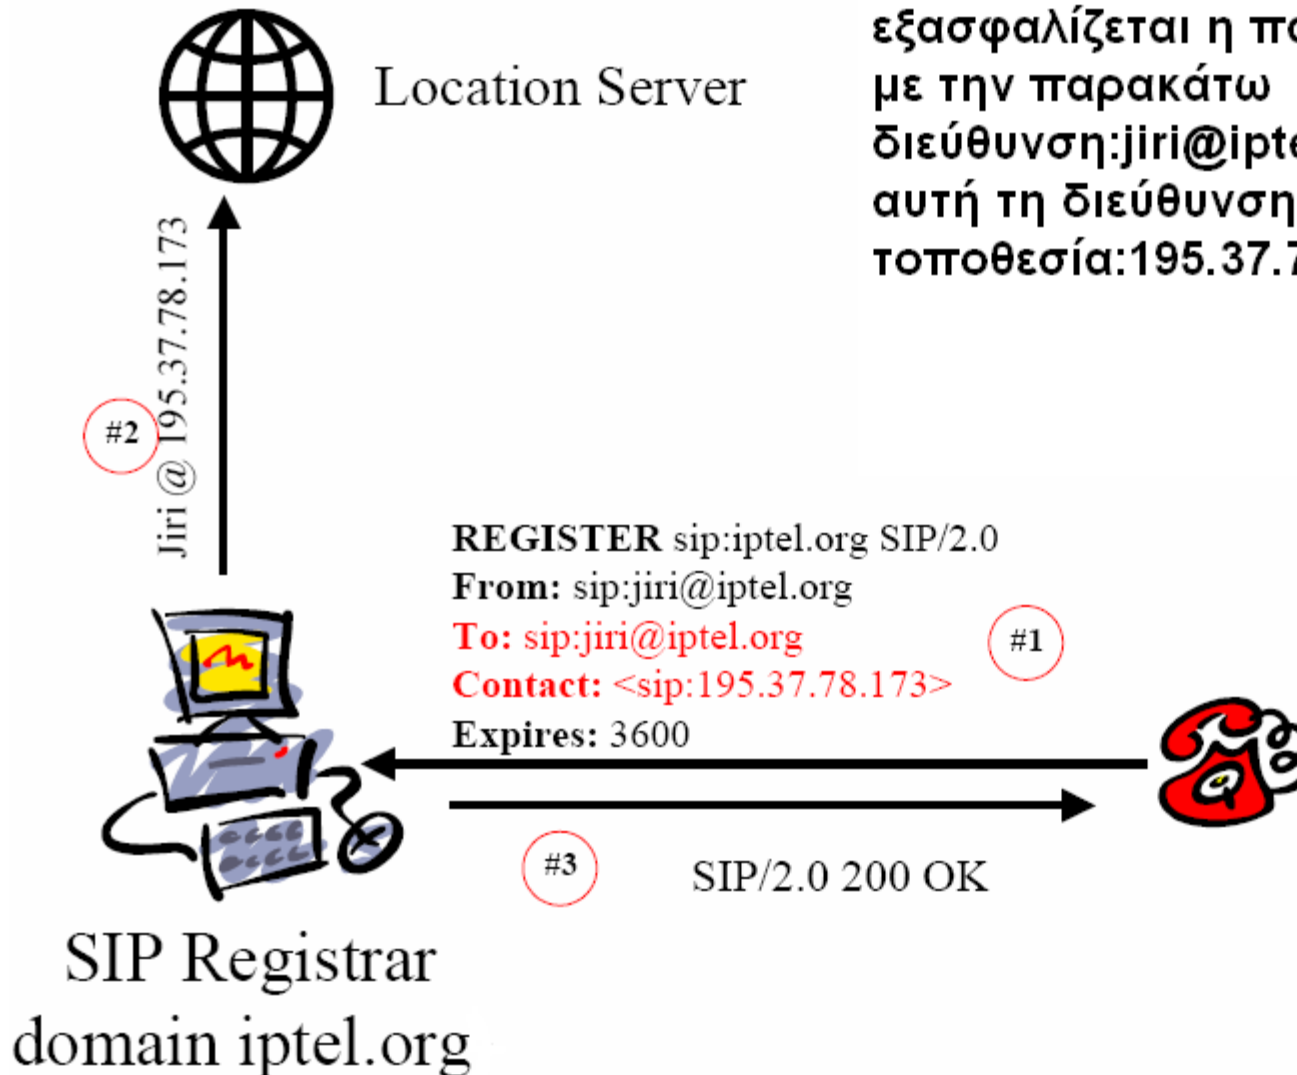 εξασφαλίζεται η
με την παρακάτω
διεύθυνση:jiri@ipte
αυτή τη διεύθυνση
τοποθεσία:195.37.7
Location Server
Jiri @ 195.37.78.173
#2
REGISTER sip:iptel.org SIP/2.0
From: sip:jiri@iptel.org
To: sip:jiri@iptel.org
#1
Contact: <sip:195.37.78.173>
Expires: 3600
#3
SIP/2.0 200 OK
SIP Registrar
domain iptel.org